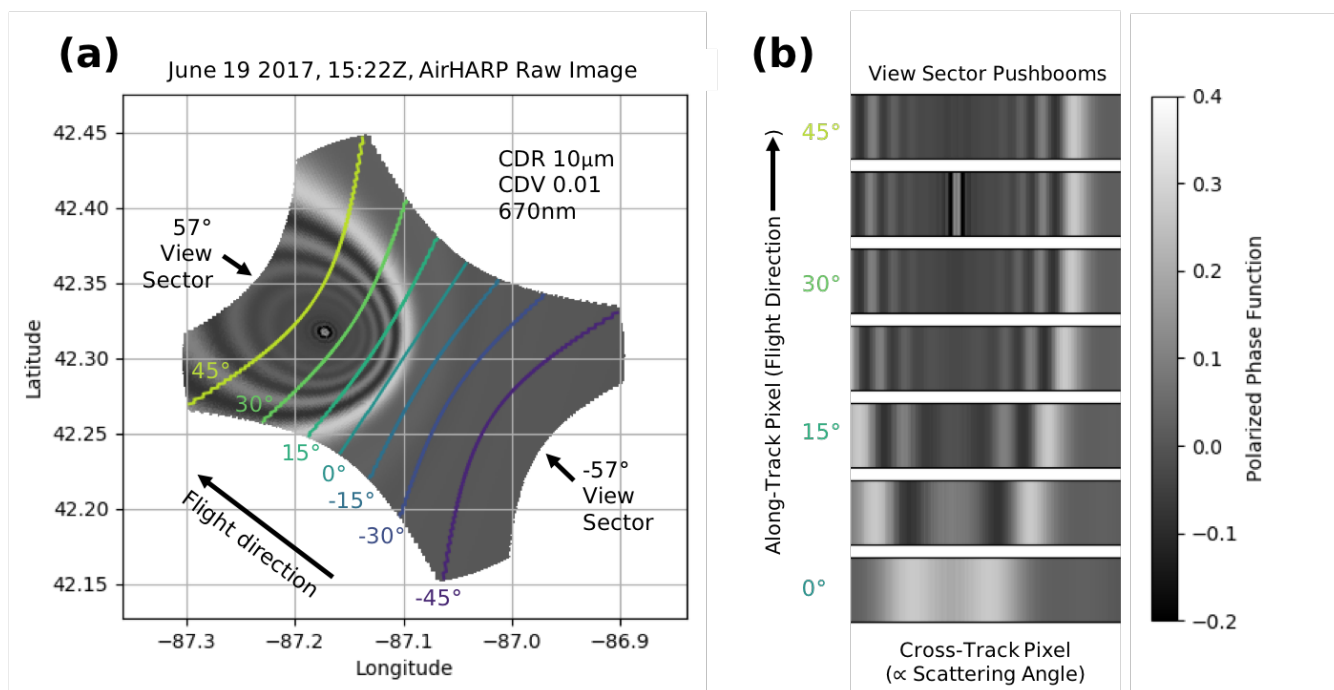 (a)
June 19 2017, 15:22Z, AirHARP Raw Image
42.45
42.40
42.35
42.30
42.25
42.20
42.15
Latitude
CDR 10μm
CDV 0.01
670nm
57°
View
Sector
45°
30°
15°
0°
-15°
-30°
-45°
-57°
View
Sector
Flight direction
−87.3
−87.2
−87.1
−87.0
−86.9
Longitude
(b)
View Sector Pushbooms
45°
30°
15°
0°
Along-Track Pixel (Flight Direction )
Cross-Track Pixel
(∝ Scattering Angle)
0.4
0.3
0.2
0.1
0.0
−0.1
−0.2
Polarized Phase Function